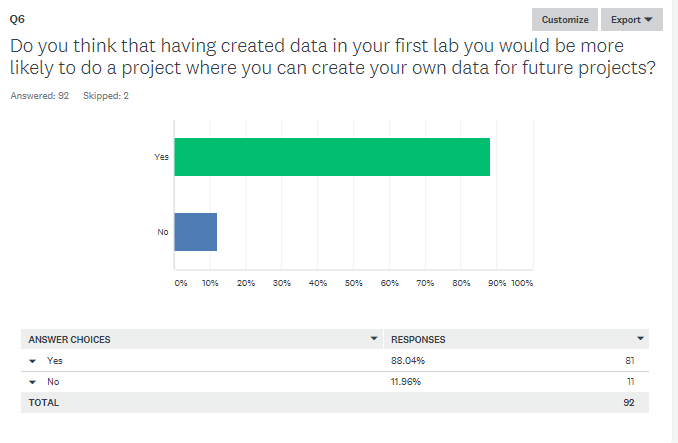 Q6
Customize
Export
Do you think that having created data in your first lab you would be more
likely to do a project where you can create your own data for future projects?
Answered: 92 Skipped: 2
Yes
No
0% 10% 20% 30% 40% 50% 60% 70% 80% 90% 100%
ANSWER CHOICES RESPONSES
Yes 88.04% 81
No 11.96% 11
TOTAL 92